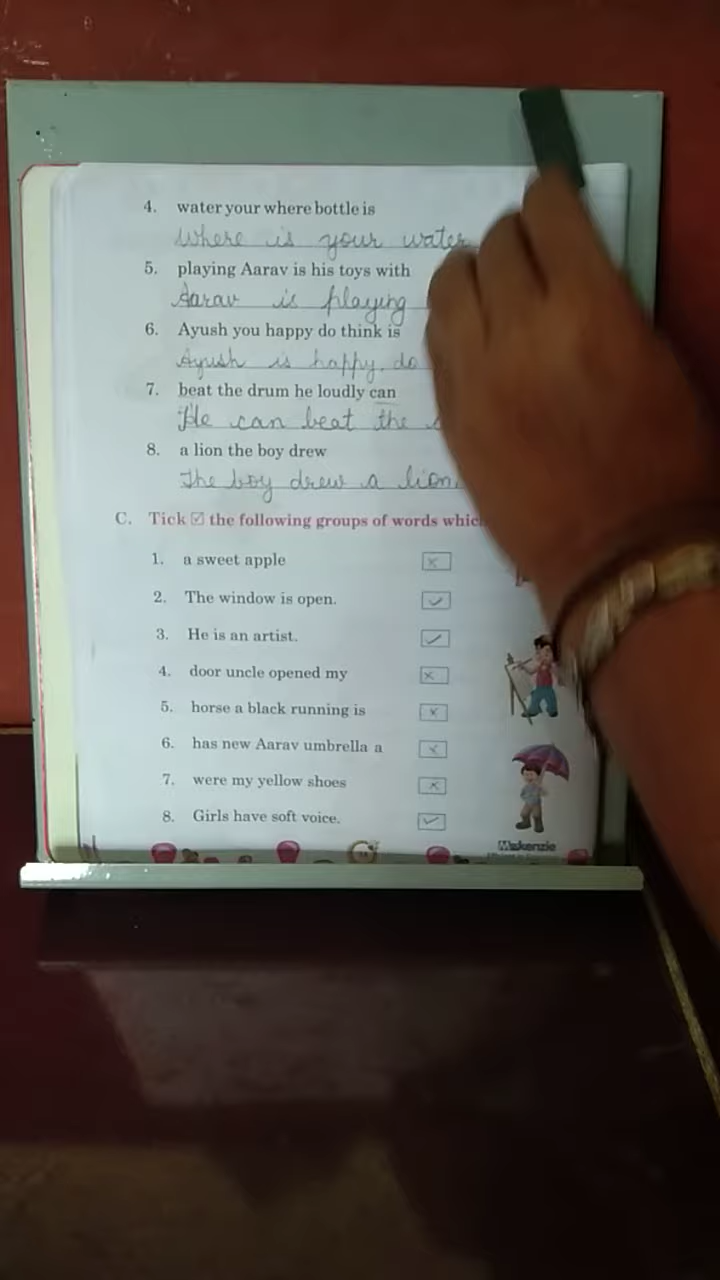 4. water your where bottle is
Where is your water
5. playing Aarav is his toys with
Aarav is playing
6. Ayush you happy do think is
Ayush is happy, do
7. beat the drum he loudly can
He can beat the
8. a lion the boy drew
The boy drew a lion.
C. Tick ☑ the following groups of words which
1. a sweet apple ☒
2. The window is open. ☑
3. He is an artist. ☑
4. door uncle opened my ☒
5. horse a black running is ☒
6. has new Aarav umbrella a ☒
7. were my yellow shoes ☒
8. Girls have soft voice. ☑
Makenzie